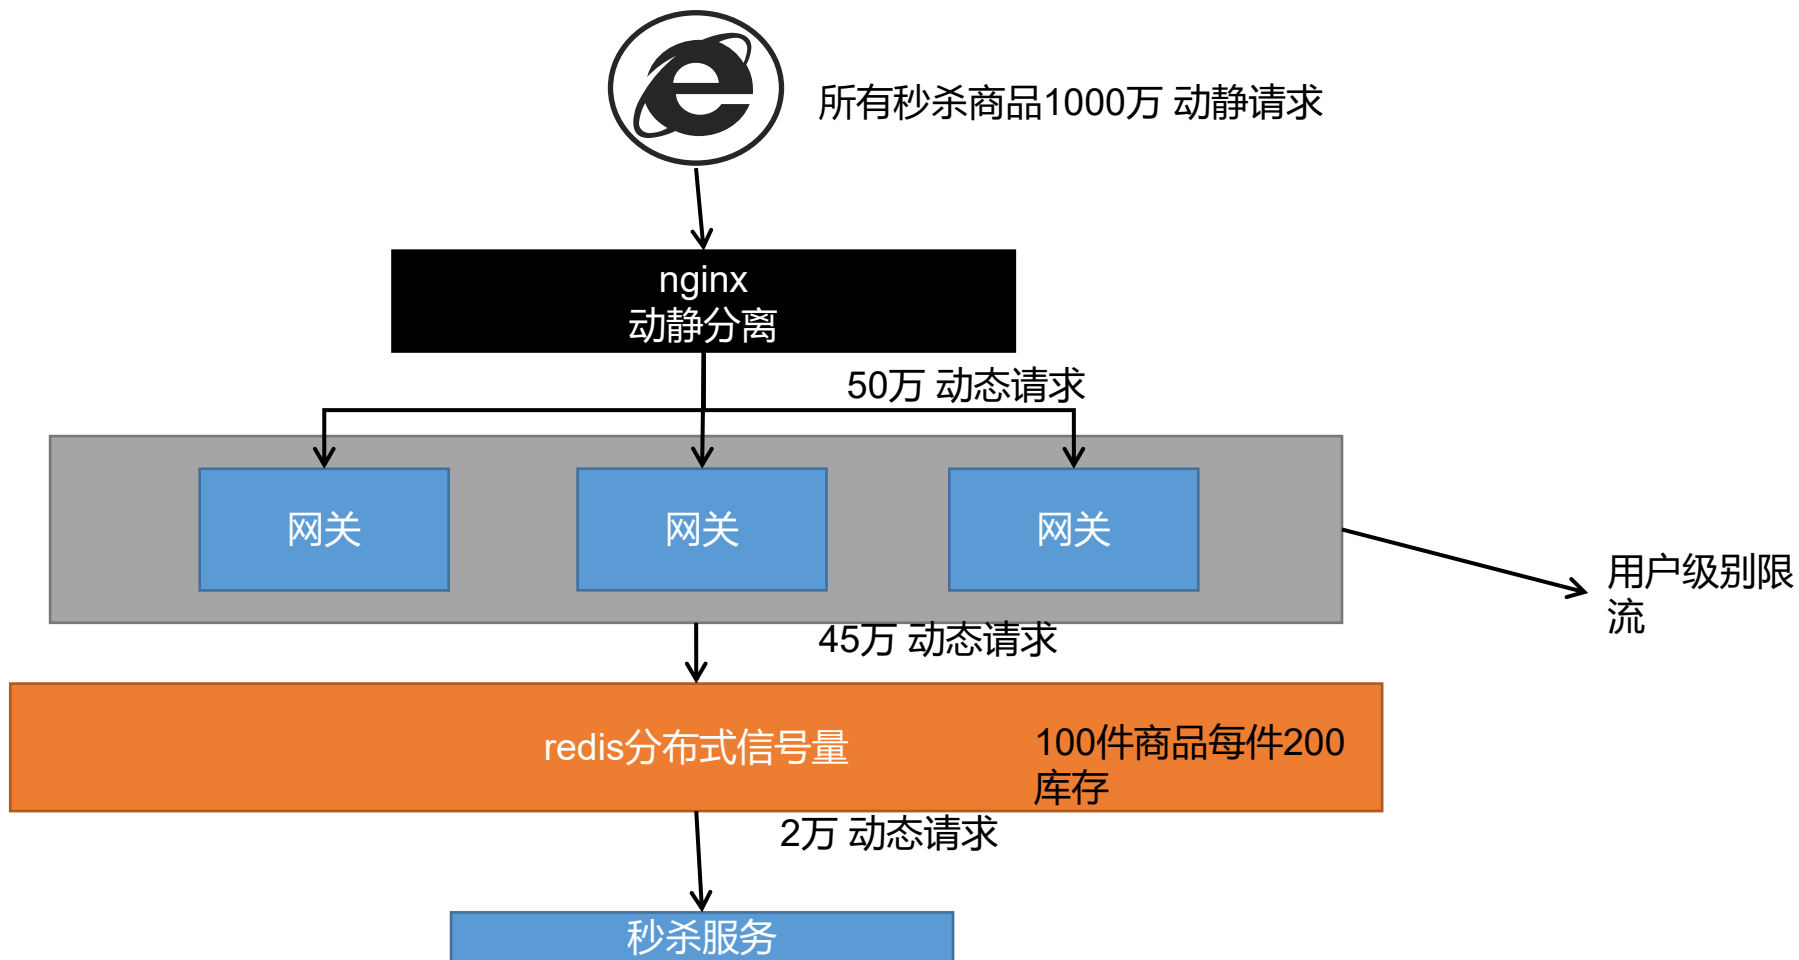 所有秒杀商品1000万 动静请求
nginx
动静分离
50万 动态请求
网关
网关
网关
用户级别限
流
45万 动态请求
redis分布式信号量
100件商品每件200
库存
2万 动态请求
秒杀服务